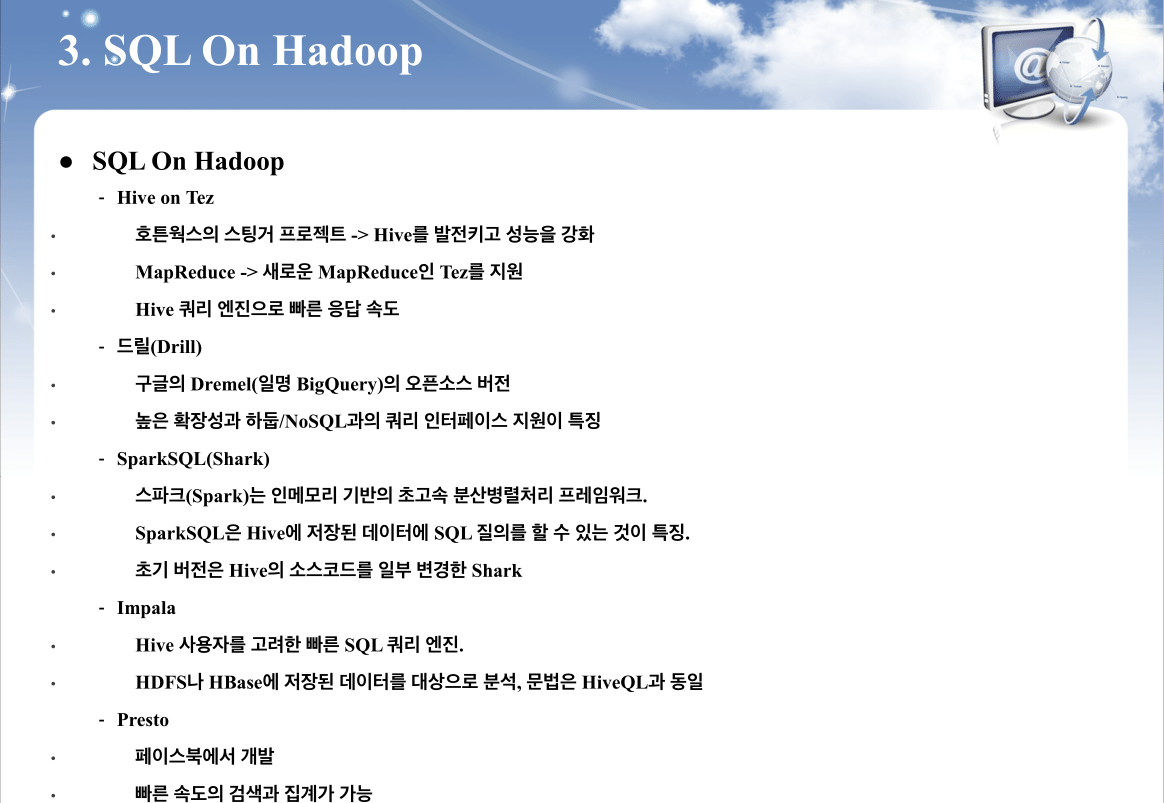 3. SQL On Hadoop
● SQL On Hadoop
- Hive on Tez
• 호튼웍스의 스팅거 프로젝트 -> Hive를 발전키고 성능을 강화
• MapReduce -> 새로운 MapReduce인 Tez를 지원
• Hive 쿼리 엔진으로 빠른 응답 속도
- 드릴(Drill)
• 구글의 Dremel(일명 BigQuery)의 오픈소스 버전
• 높은 확장성과 하둡/NoSQL과의 쿼리 인터페이스 지원이 특징
- SparkSQL(Shark)
• 스파크(Spark)는 인메모리 기반의 초고속 분산병렬처리 프레임워크.
• SparkSQL은 Hive에 저장된 데이터에 SQL 질의를 할 수 있는 것이 특징.
• 초기 버전은 Hive의 소스코드를 일부 변경한 Shark
- Impala
• Hive 사용자를 고려한 빠른 SQL 쿼리 엔진.
• HDFS나 HBase에 저장된 데이터를 대상으로 분석, 문법은 HiveQL과 동일
- Presto
• 페이스북에서 개발
• 빠른 속도의 검색과 집계가 가능